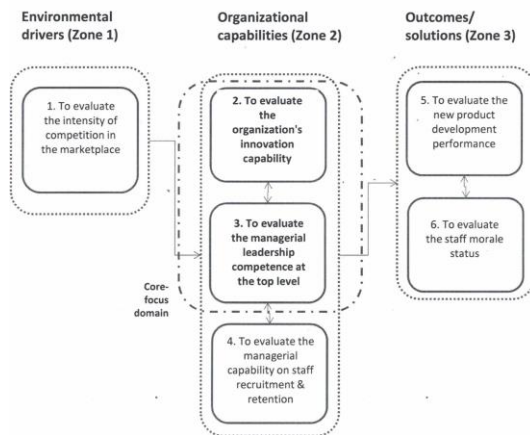 Environmental
drivers (Zone 1)
Organizational
capabilities (Zone 2)
Outcomes/
solutions (Zone 3)
1. To evaluate
the intensity of
competition in
the marketplace
2. To evaluate
the
organization's
innovation
capability
3. To evaluate
the managerial
leadership
competence at
the top level
Core-
focus
domain
4. To evaluate the
managerial
capability on staff
recruitment &
retention
5. To evaluate the
new product
development
performance
6. To evaluate
the staff morale
status